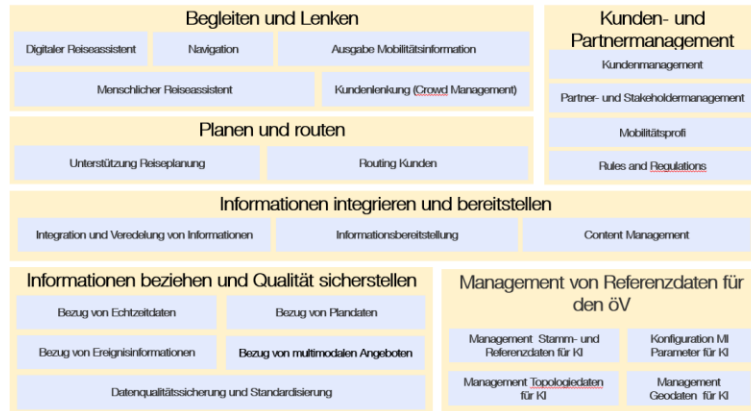 Begleiten und Lenken
Digitaler Reiseassistent
Navigation
Ausgabe Mobilitätsinformation
Menschlicher Reiseassistent
Kundenlenkung (Crowd Management)
Kunden- und
Partnermanagement
Kundenmanagement
Partner- und Stakeholdermanagement
Mobilitätsprofi
Rules and Regulations
Planen und routen
Unterstützung Reiseplanung
Routing Kunden
Informationen integrieren und bereitstellen
Integration und Veredelung von Informationen
Informationsbereitstellung
Content Management
Informationen beziehen und Qualität sicherstellen
Bezug von Echtzeitdaten
Bezug von Plandaten
Bezug von Ereignisinformationen
Bezug von multimodalen Angeboten
Datenqualitätssicherung und Standardisierung
Management von Referenzdaten für
den öV
Management Stamm- und
Referenzdaten für KI
Konfiguration MI
Parameter für KI
Management Topologiedaten
für KI
Management
Geodaten für KI